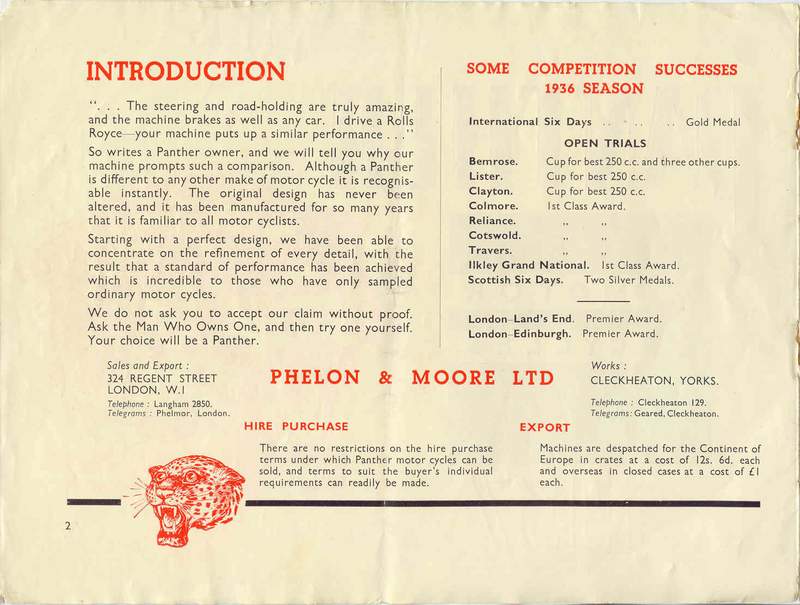 INTRODUCTION
". . . The steering and road-holding are truly amazing,
and the machine brakes as well as any car. I drive a Rolls
Royce—your machine puts up a similar performance . . ."
So writes a Panther owner, and we will tell you why our
machine prompts such a comparison. Although a Panther
is different to any other make of motor cycle it is recognis-
able instantly. The original design has never been
altered, and it has been manufactured for so many years
that it is familiar to all motor cyclists.
Starting with a perfect design, we have been able to
concentrate on the refinement of every detail, with the
result that a standard of performance has been achieved
which is incredible to those who have only sampled
ordinary motor cycles.
We do not ask you to accept our claim without proof.
Ask the Man Who Owns One, and then try one yourself.
Your choice will be a Panther.
SOME COMPETITION SUCCESSES
1936 SEASON
International Six Days .. .. .. Gold Medal
OPEN TRIALS
Bemrose. Cup for best 250 c.c. and three other cups.
Lister. Cup for best 250 c.c.
Clayton. Cup for best 250 c.c.
Colmore. 1st Class Award.
Reliance. ,, ,,
Cotswold. ,, ,,
Travers. ,, ,,
Ilkley Grand National. 1st Class Award.
Scottish Six Days. Two Silver Medals.
London-Land's End. Premier Award.
London-Edinburgh. Premier Award.
Sales and Export :
324 REGENT STREET
LONDON, W.1
Telephone : Langham 2850.
Telegrams : Phelmor, London.
PHELON & MOORE LTD
Works :
CLECKHEATON, YORKS.
Telephone : Cleckheaton 129.
Telegrams: Geared, Cleckheaton.
HIRE PURCHASE
There are no restrictions on the hire purchase
terms under which Panther motor cycles can be
sold, and terms to suit the buyer's individual
requirements can readily be made.
EXPORT
Machines are despatched for the Continent of
Europe in crates at a cost of 12s. 6d. each
and overseas in closed cases at a cost of £1
each.
2